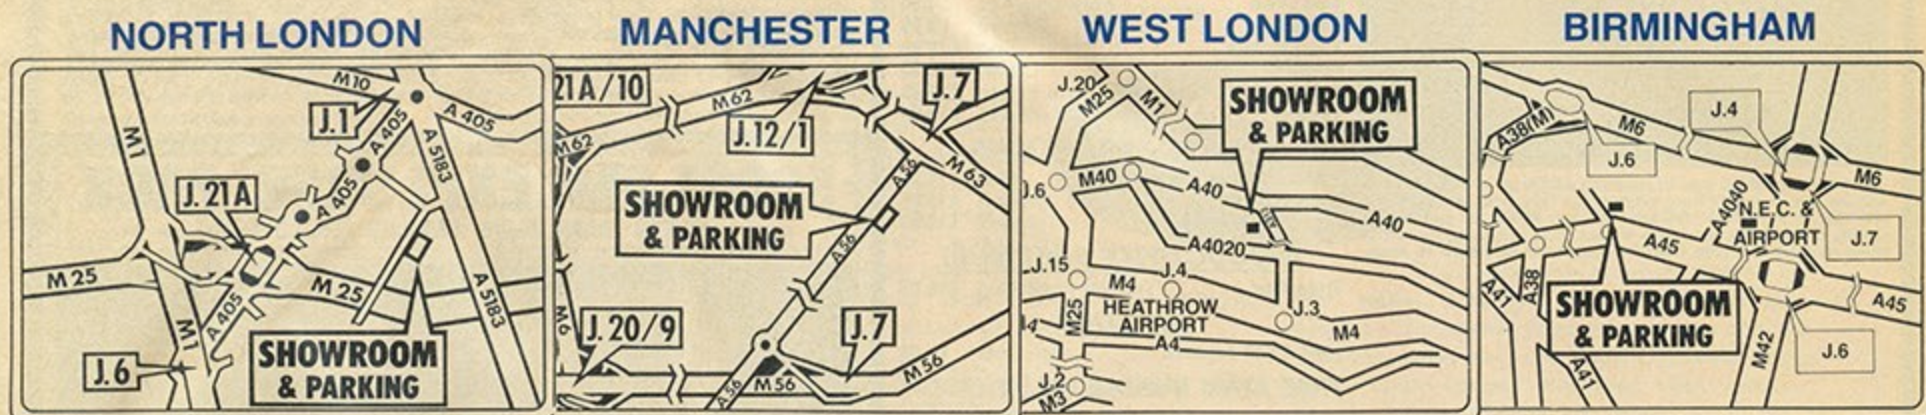 NORTH LONDON
M10
J.1
A 405
A 405
M1
A 5183
J. 21A
A 405
M 25
M 25
A 405
M1
A 5183
J. 6
SHOWROOM
& PARKING
MANCHESTER
21A/10
M62
J.7
J.12/1
M62
A56
M63
SHOWROOM
& PARKING
A56
M6
J.20/9
J.7
A56
M56
M56
WEST LONDON
J.20
M25
M1
SHOWROOM
& PARKING
J.6
M40
A40
A40
A4020
J.15
M4
J.4
M25
HEATHROW
AIRPORT
J.3
M4
A4
J.2
M3
BIRMINGHAM
J.4
A38(M)
M6
J.6
M6
A4040
N.E.C. &
AIRPORT
A45
J.7
A41
A38
SHOWROOM
& PARKING
A45
M42
J.6
A41